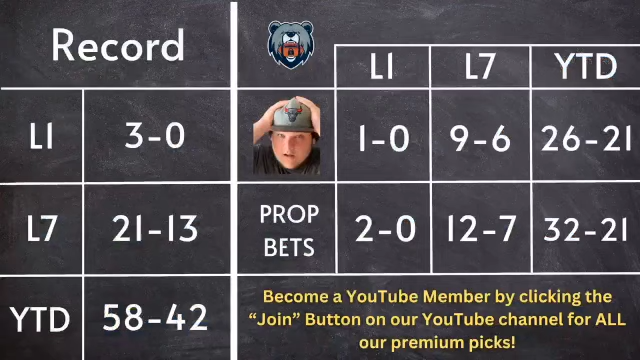 Record
L1 L7 YTD
L1 3-0 1-0 9-6 26-21
L7 21-13 PROP BETS 2-0 12-7 32-21
YTD 58-42
Become a YouTube Member by clicking the
“Join” Button on our YouTube channel for ALL
our premium picks!